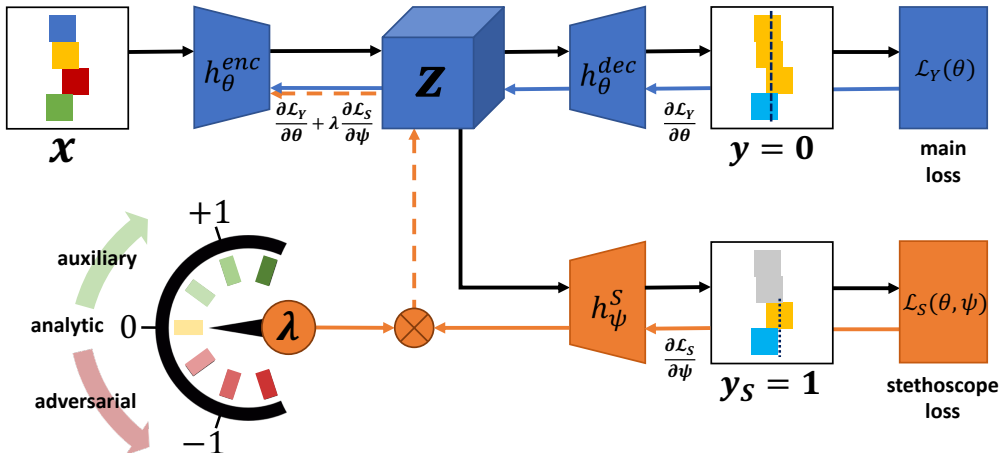 x
h_θ^{enc}
z
h_θ^{dec}
y = 0
ℒ_Y(θ)
main
loss
∂ℒ_Y/∂θ + λ ∂ℒ_S/∂ψ
∂ℒ_Y/∂θ
+1
auxiliary
analytic
0
λ
adversarial
−1
h_ψ^S
∂ℒ_S/∂ψ
y_S = 1
ℒ_S(θ, ψ)
stethoscope
loss